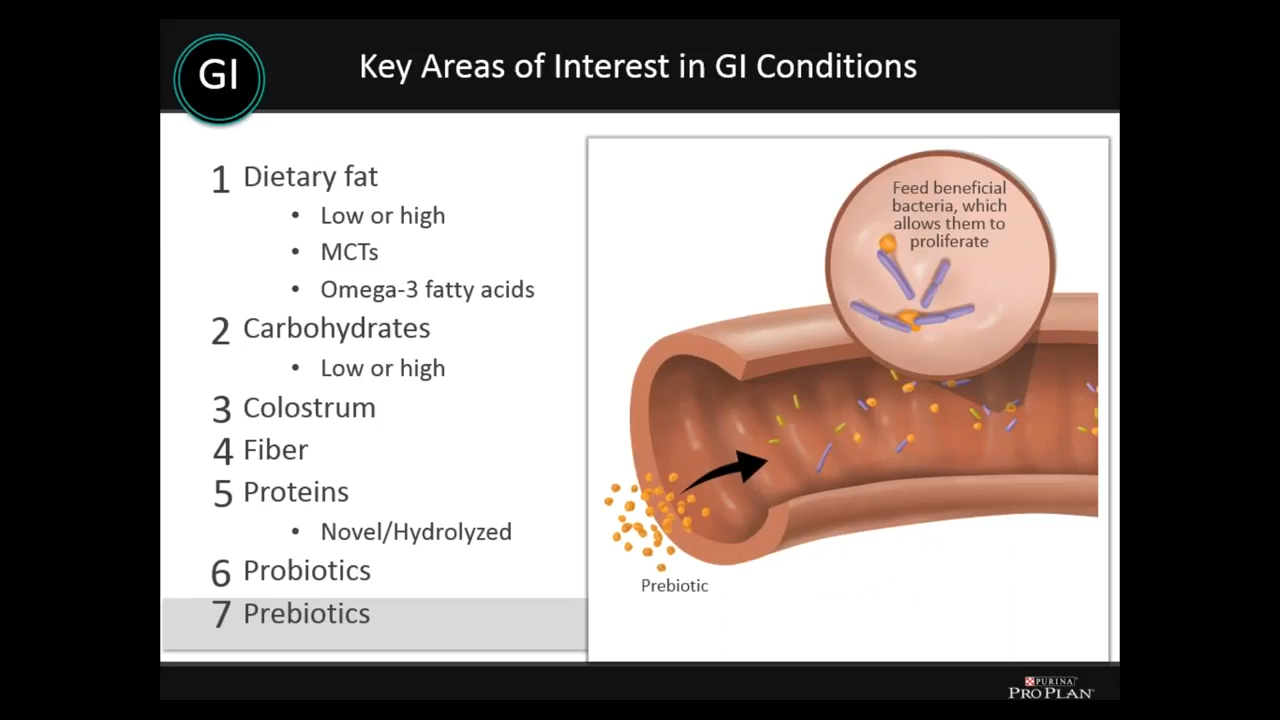 GI
Key Areas of Interest in GI Conditions
1 Dietary fat
• Low or high
• MCTs
• Omega-3 fatty acids
2 Carbohydrates
• Low or high
3 Colostrum
4 Fiber
5 Proteins
• Novel/Hydrolyzed
6 Probiotics
7 Prebiotics
Feed beneficial
bacteria, which
allows them to
proliferate
Prebiotic
PURINA
PRO PLAN